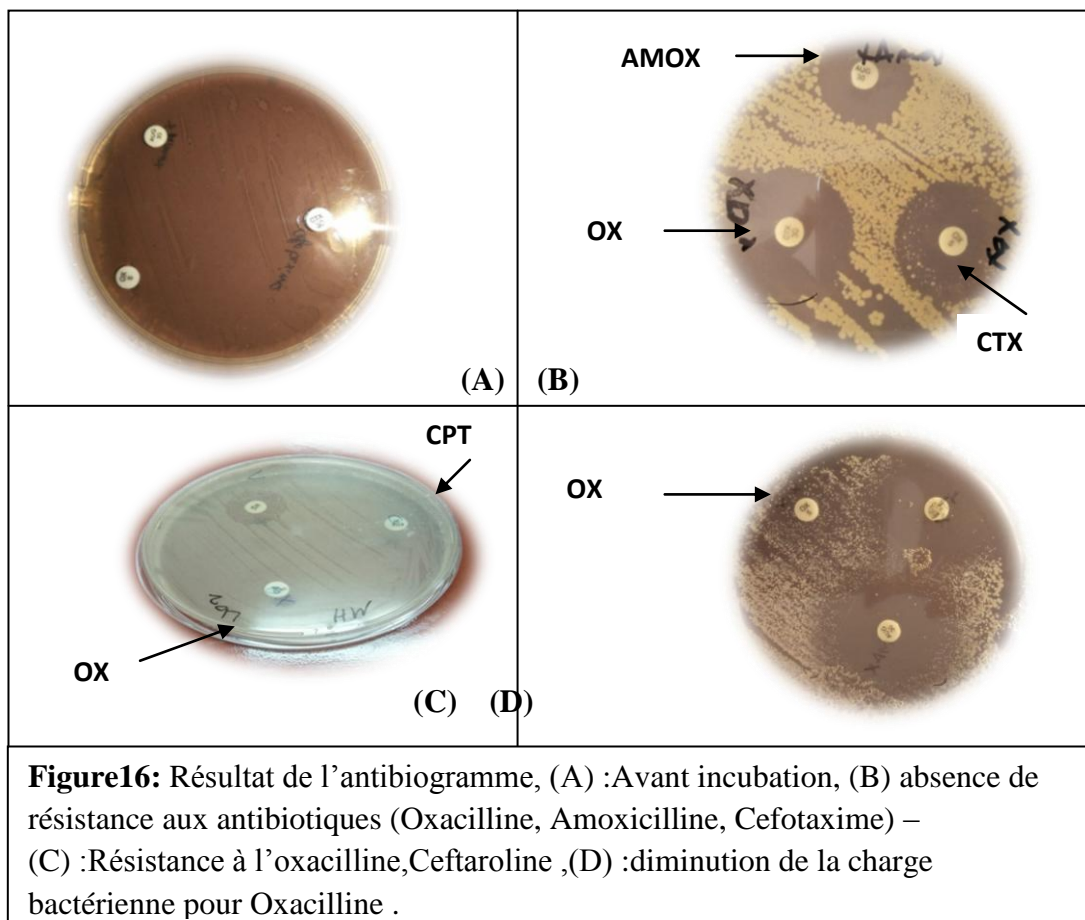 AMOX
OX
CTX
(A) (B)
CPT
OX
OX
(C) (D)
Figure16: Résultat de l’antibiogramme, (A) :Avant incubation, (B) absence de
résistance aux antibiotiques (Oxacilline, Amoxicilline, Cefotaxime) –
(C) :Résistance à l’oxacilline,Ceftaroline ,(D) :diminution de la charge
bactérienne pour Oxacilline .